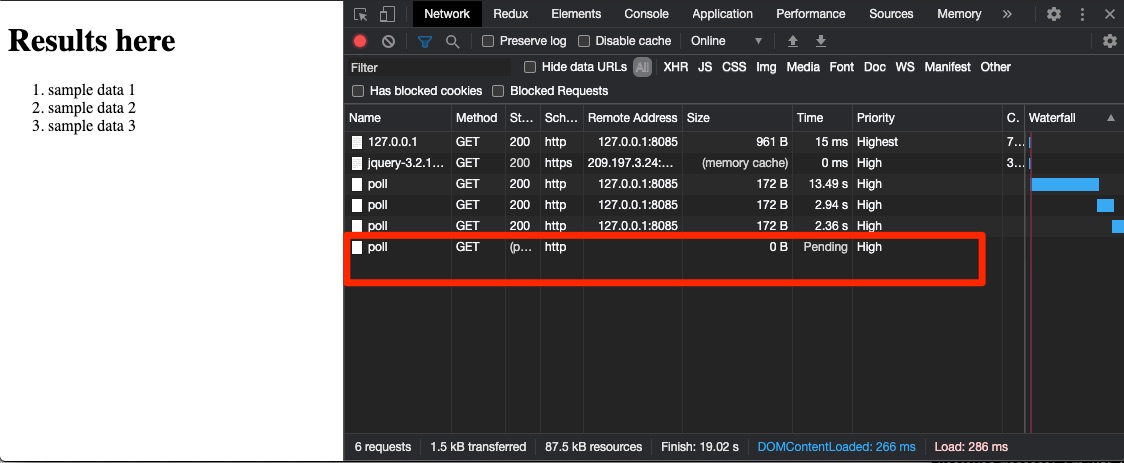 Results here
1. sample data 1
2. sample data 2
3. sample data 3
Network Redux Elements Console Application Performance Sources Memory »
Preserve log Disable cache Online
Filter Hide data URLs All XHR JS CSS Img Media Font Doc WS Manifest Other
Has blocked cookies Blocked Requests
Name Method St... Sch... Remote Address Size Time Priority C. Waterfall
127.0.0.1 GET 200 http 127.0.0.1:8085 961 B 15 ms Highest 7...
jquery-3.2.1... GET 200 https 209.197.3.24:... (memory cache) 0 ms High 3...
poll GET 200 http 127.0.0.1:8085 172 B 13.49 s High
poll GET 200 http 127.0.0.1:8085 172 B 2.94 s High
poll GET 200 http 127.0.0.1:8085 172 B 2.36 s High
poll GET (p... http 0 B Pending High
6 requests 1.5 kB transferred 87.5 kB resources Finish: 19.02 s DOMContentLoaded: 266 ms Load: 286 ms